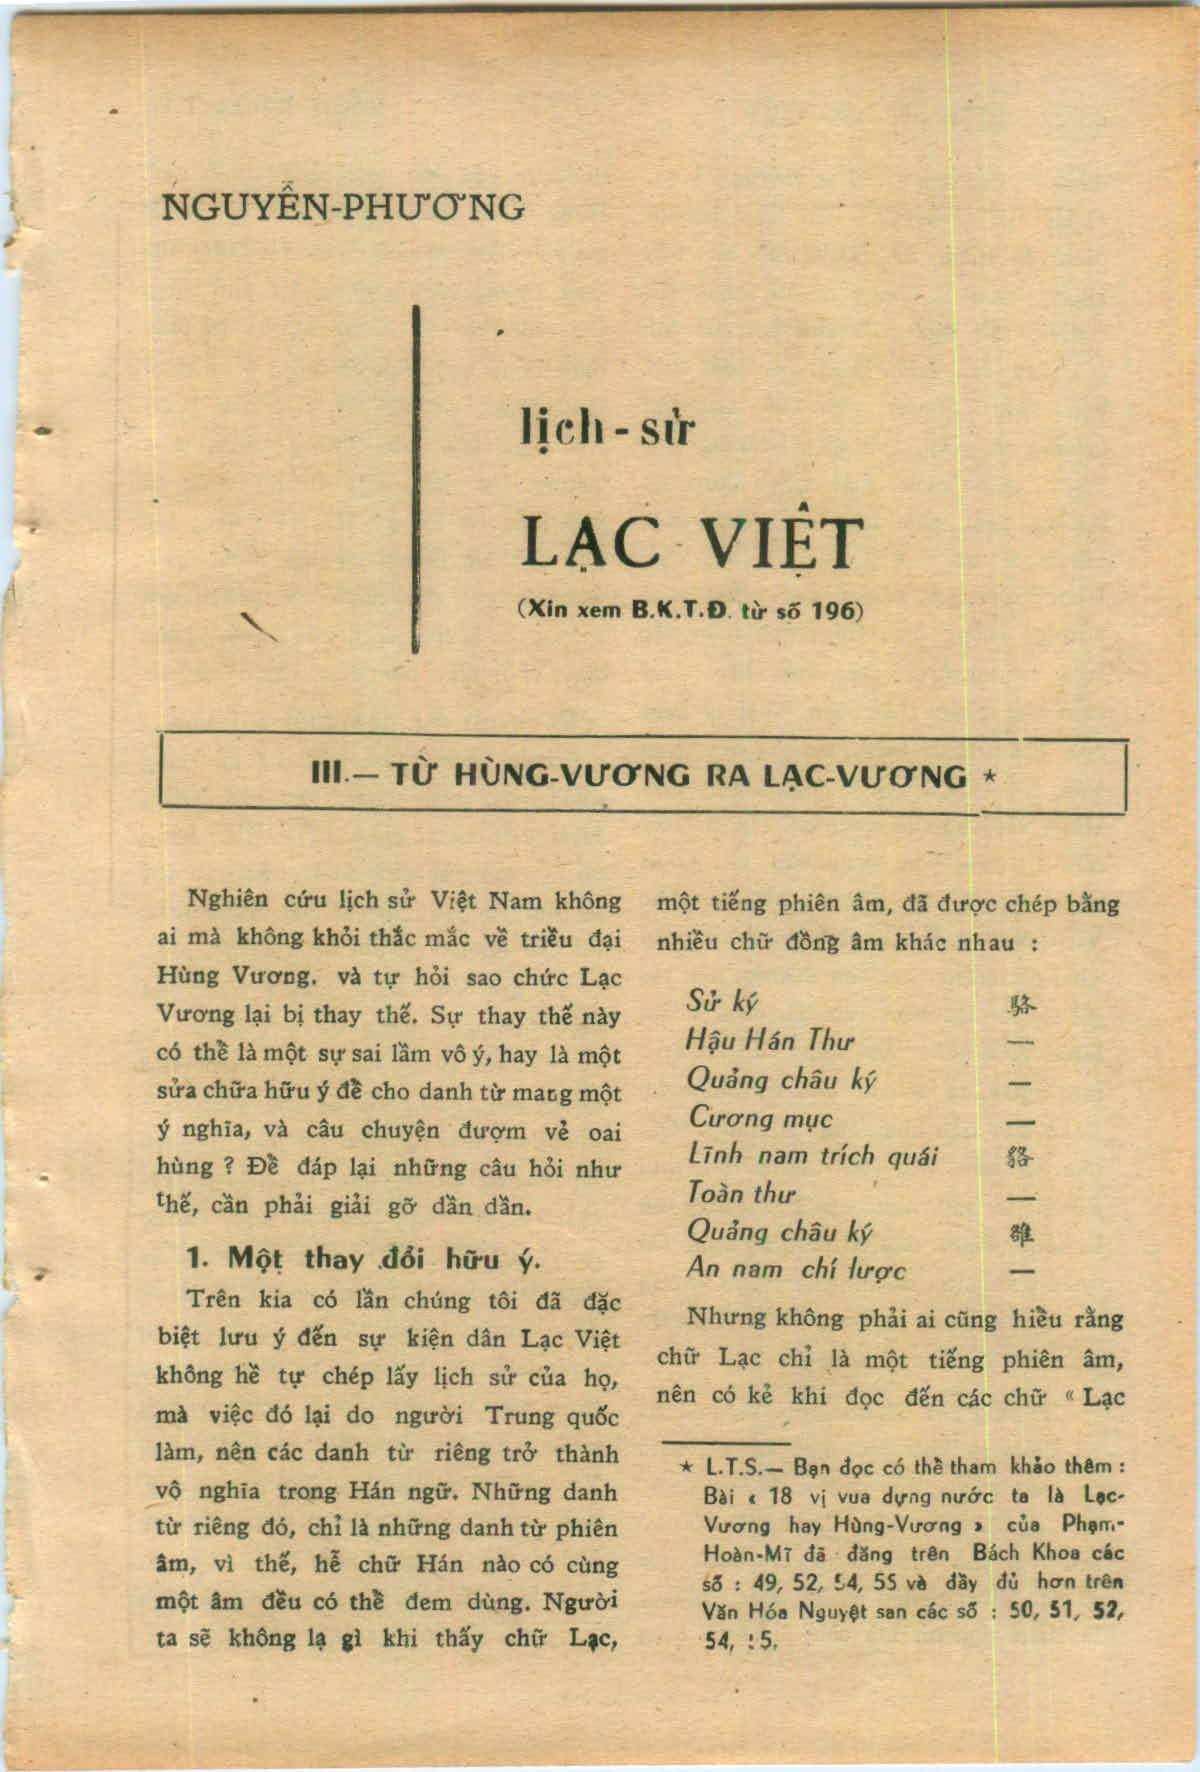 NGUYỄN-PHƯƠNG
lịch-sử
LẠC VIỆT
(Xin xem B.K.T.Đ. từ số 196)
III.— TỪ HÙNG-VƯƠNG RA LẠC-VƯƠNG *
Nghiên cứu lịch sử Việt Nam không
ai mà không khỏi thắc mắc về triều đại
Hùng Vương. và tự hỏi sao chức Lạc
Vương lại bị thay thế. Sự thay thế này
có thể là một sự sai lầm vô ý, hay là một
sửa chữa hữu ý để cho danh từ mang một
ý nghĩa, và câu chuyện đượm vẻ oai
hùng ? Để đáp lại những câu hỏi như
thế, cần phải giải gỡ dần dần.
1. Một thay đổi hữu ý.
Trên kia có lần chúng tôi đã đặc
biệt lưu ý đến sự kiện dân Lạc Việt
không hề tự chép lấy lịch sử của họ,
mà việc đó lại do người Trung quốc
làm, nên các danh từ riêng trở thành
vô nghĩa trong Hán ngữ. Những danh
từ riêng đó, chỉ là những danh từ phiên
âm, vì thế, hễ chữ Hán nào có cùng
một âm đều có thể đem dùng. Người
ta sẽ không lạ gì khi thấy chữ Lạc,
một tiếng phiên âm, đã được chép bằng
nhiều chữ đồng âm khác nhau :
Sử ký 駱
Hậu Hán Thư —
Quảng châu ký —
Cương mục —
Lĩnh nam trích quái 貉
Toàn thư —
Quảng châu ký 雒
An nam chí lược —
Nhưng không phải ai cũng hiểu rằng
chữ Lạc chỉ là một tiếng phiên âm,
nên có kẻ khi đọc đến các chữ « Lạc
* L.T.S.— Bạn đọc có thể tham khảo thêm :
Bài « 18 vị vua dựng nước ta là Lạc-
Vương hay Hùng-Vương » của Phạm-
Hoàn-Mĩ đã đăng trên Bách Khoa các
số : 49, 52, 54, 55 và đầy đủ hơn trên
Văn Hóa Nguyệt san các số : 50, 51, 52,
54,